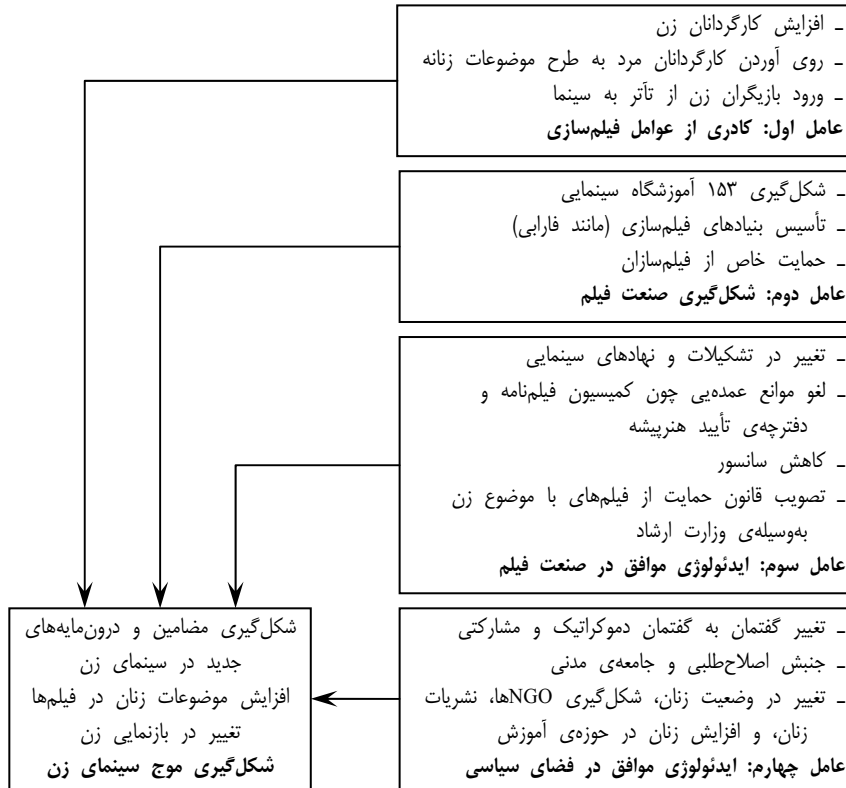 ـ افزایش کارگردانان زن
ـ روی آوردن کارگردانان مرد به طرح موضوعات زنانه
ـ ورود بازیگران زن از تآتر به سینما
عامل اول: کادری از عوامل فیلم‌سازی
ـ شکل‌گیری ۱۵۳ آموزشگاه سینمایی
ـ تأسیس بنیادهای فیلم‌سازی (مانند فارابی)
ـ حمایت خاص از فیلم‌سازان
عامل دوم: شکل‌گیری صنعت فیلم
ـ تغییر در تشکیلات و نهادهای سینمایی
ـ لغو موانع عمده‌یی چون کمیسیون فیلم‌نامه و
دفترچه‌ی تأیید هنرپیشه
ـ کاهش سانسور
ـ تصویب قانون حمایت از فیلم‌های با موضوع زن
به‌وسیله‌ی وزارت ارشاد
عامل سوم: ایدئولوژی موافق در صنعت فیلم
ـ تغییر گفتمان به گفتمان دموکراتیک و مشارکتی
ـ جنبش اصلاح‌طلبی و جامعه‌ی مدنی
ـ تغییر در وضعیت زنان، شکل‌گیری NGOها، نشریات
زنان، و افزایش زنان در حوزه‌ی آموزش
عامل چهارم: ایدئولوژی موافق در فضای سیاسی
شکل‌گیری مضامین و درون‌مایه‌های
جدید در سینمای زن
افزایش موضوعات زنان در فیلم‌ها
تغییر در بازنمایی زن
شکل‌گیری موج سینمای زن